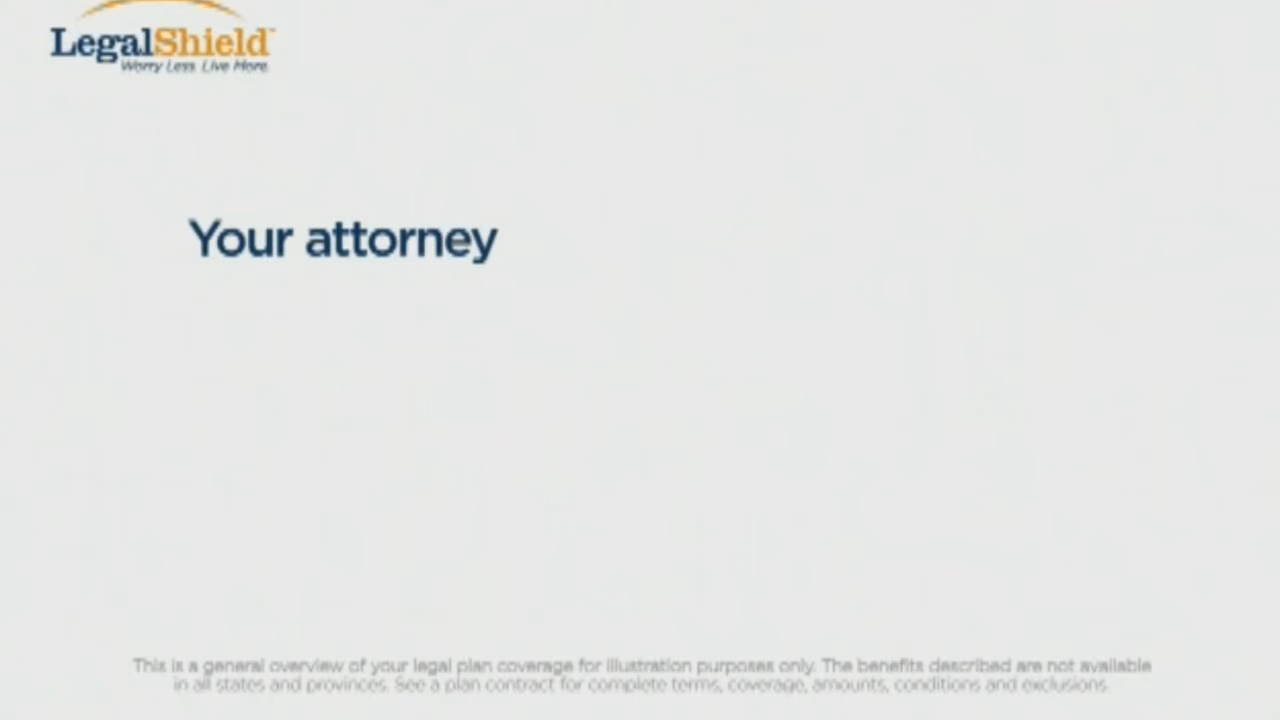 LegalShield™
Worry Less. Live More.
Your attorney
This is a general overview of your legal plan coverage for illustration purposes only. The benefits described are not available
in all states and provinces. See a plan contract for complete terms, coverage, amounts, conditions and exclusions.